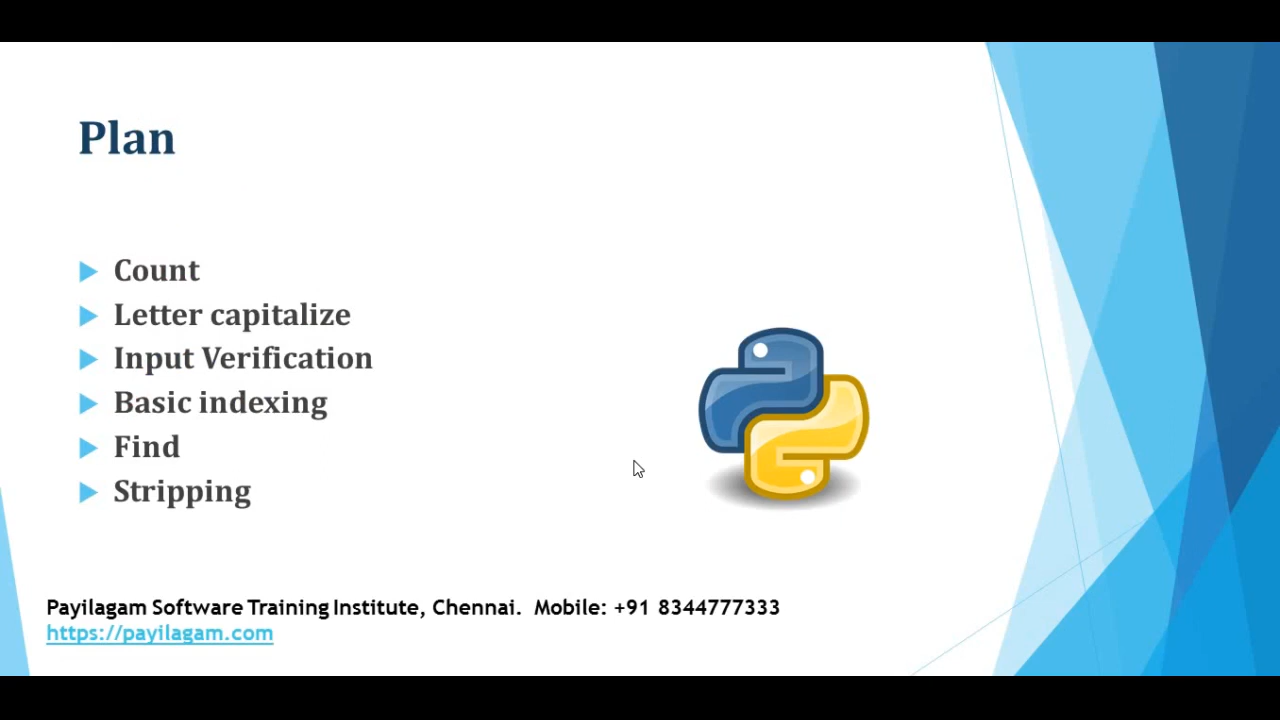 Plan
Count
Letter capitalize
Input Verification
Basic indexing
Find
Stripping
Payilagam Software Training Institute, Chennai.  Mobile: +91 8344777333
https://payilagam.com